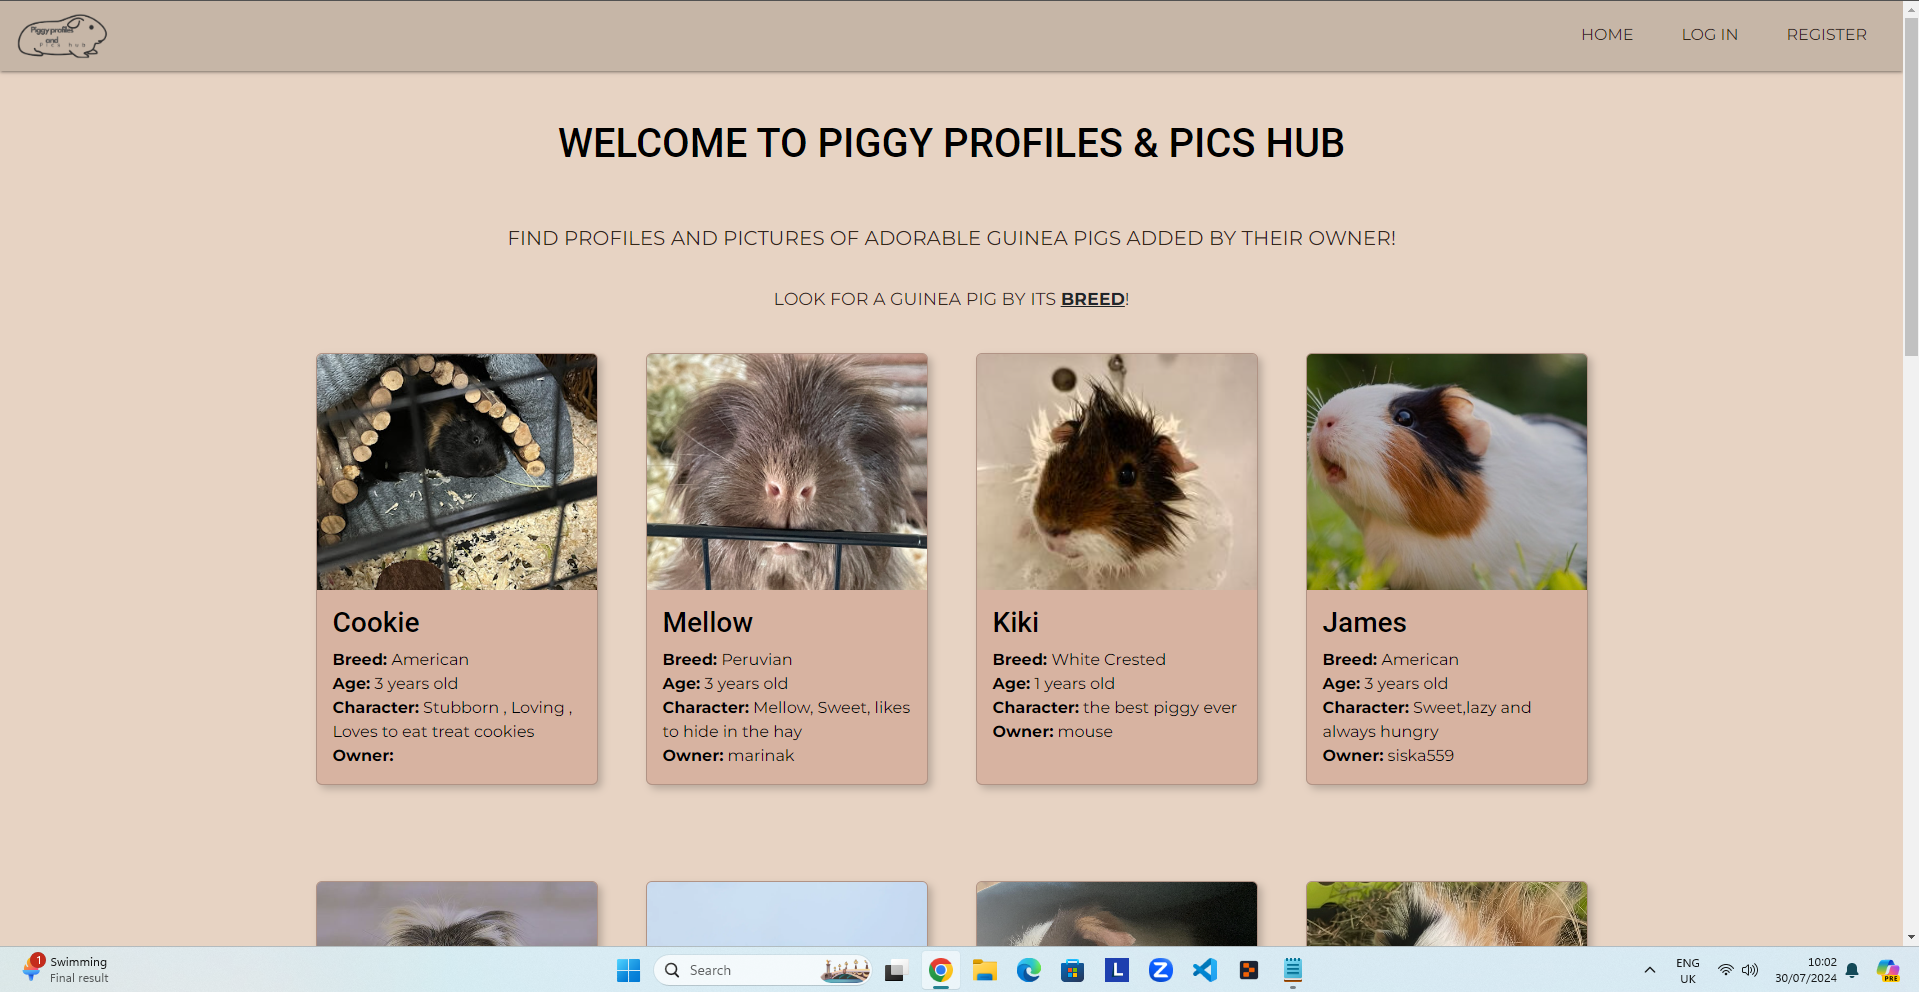 Piggy profiles
and
Pics hub
HOME
LOG IN
REGISTER
WELCOME TO PIGGY PROFILES & PICS HUB
FIND PROFILES AND PICTURES OF ADORABLE GUINEA PIGS ADDED BY THEIR OWNER!
LOOK FOR A GUINEA PIG BY ITS BREED!
Cookie
Breed: American
Age: 3 years old
Character: Stubborn , Loving ,
Loves to eat treat cookies
Owner:
Mellow
Breed: Peruvian
Age: 3 years old
Character: Mellow, Sweet, likes
to hide in the hay
Owner: marinak
Kiki
Breed: White Crested
Age: 1 years old
Character: the best piggy ever
Owner: mouse
James
Breed: American
Age: 3 years old
Character: Sweet,lazy and
always hungry
Owner: siska559
1
Swimming
Final result
Search
L
Z
PRE
ENG
UK
10:02
30/07/2024